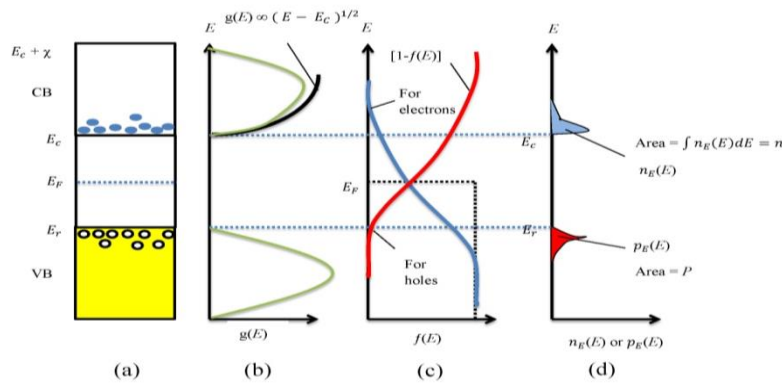 E
g(E) ∞ ( E − E_C )^{1/2}
E
E
E_c + χ
[1-f(E)]
CB
For
electrons
E_c
E_c
Area = ∫ n_E(E)dE = n
n_E(E)
E_F
E_F
E_r
E_r
p_E(E)
Area = P
For
holes
VB
g(E)
f(E)
n_E(E) or p_E(E)
(a)
(b)
(c)
(d)